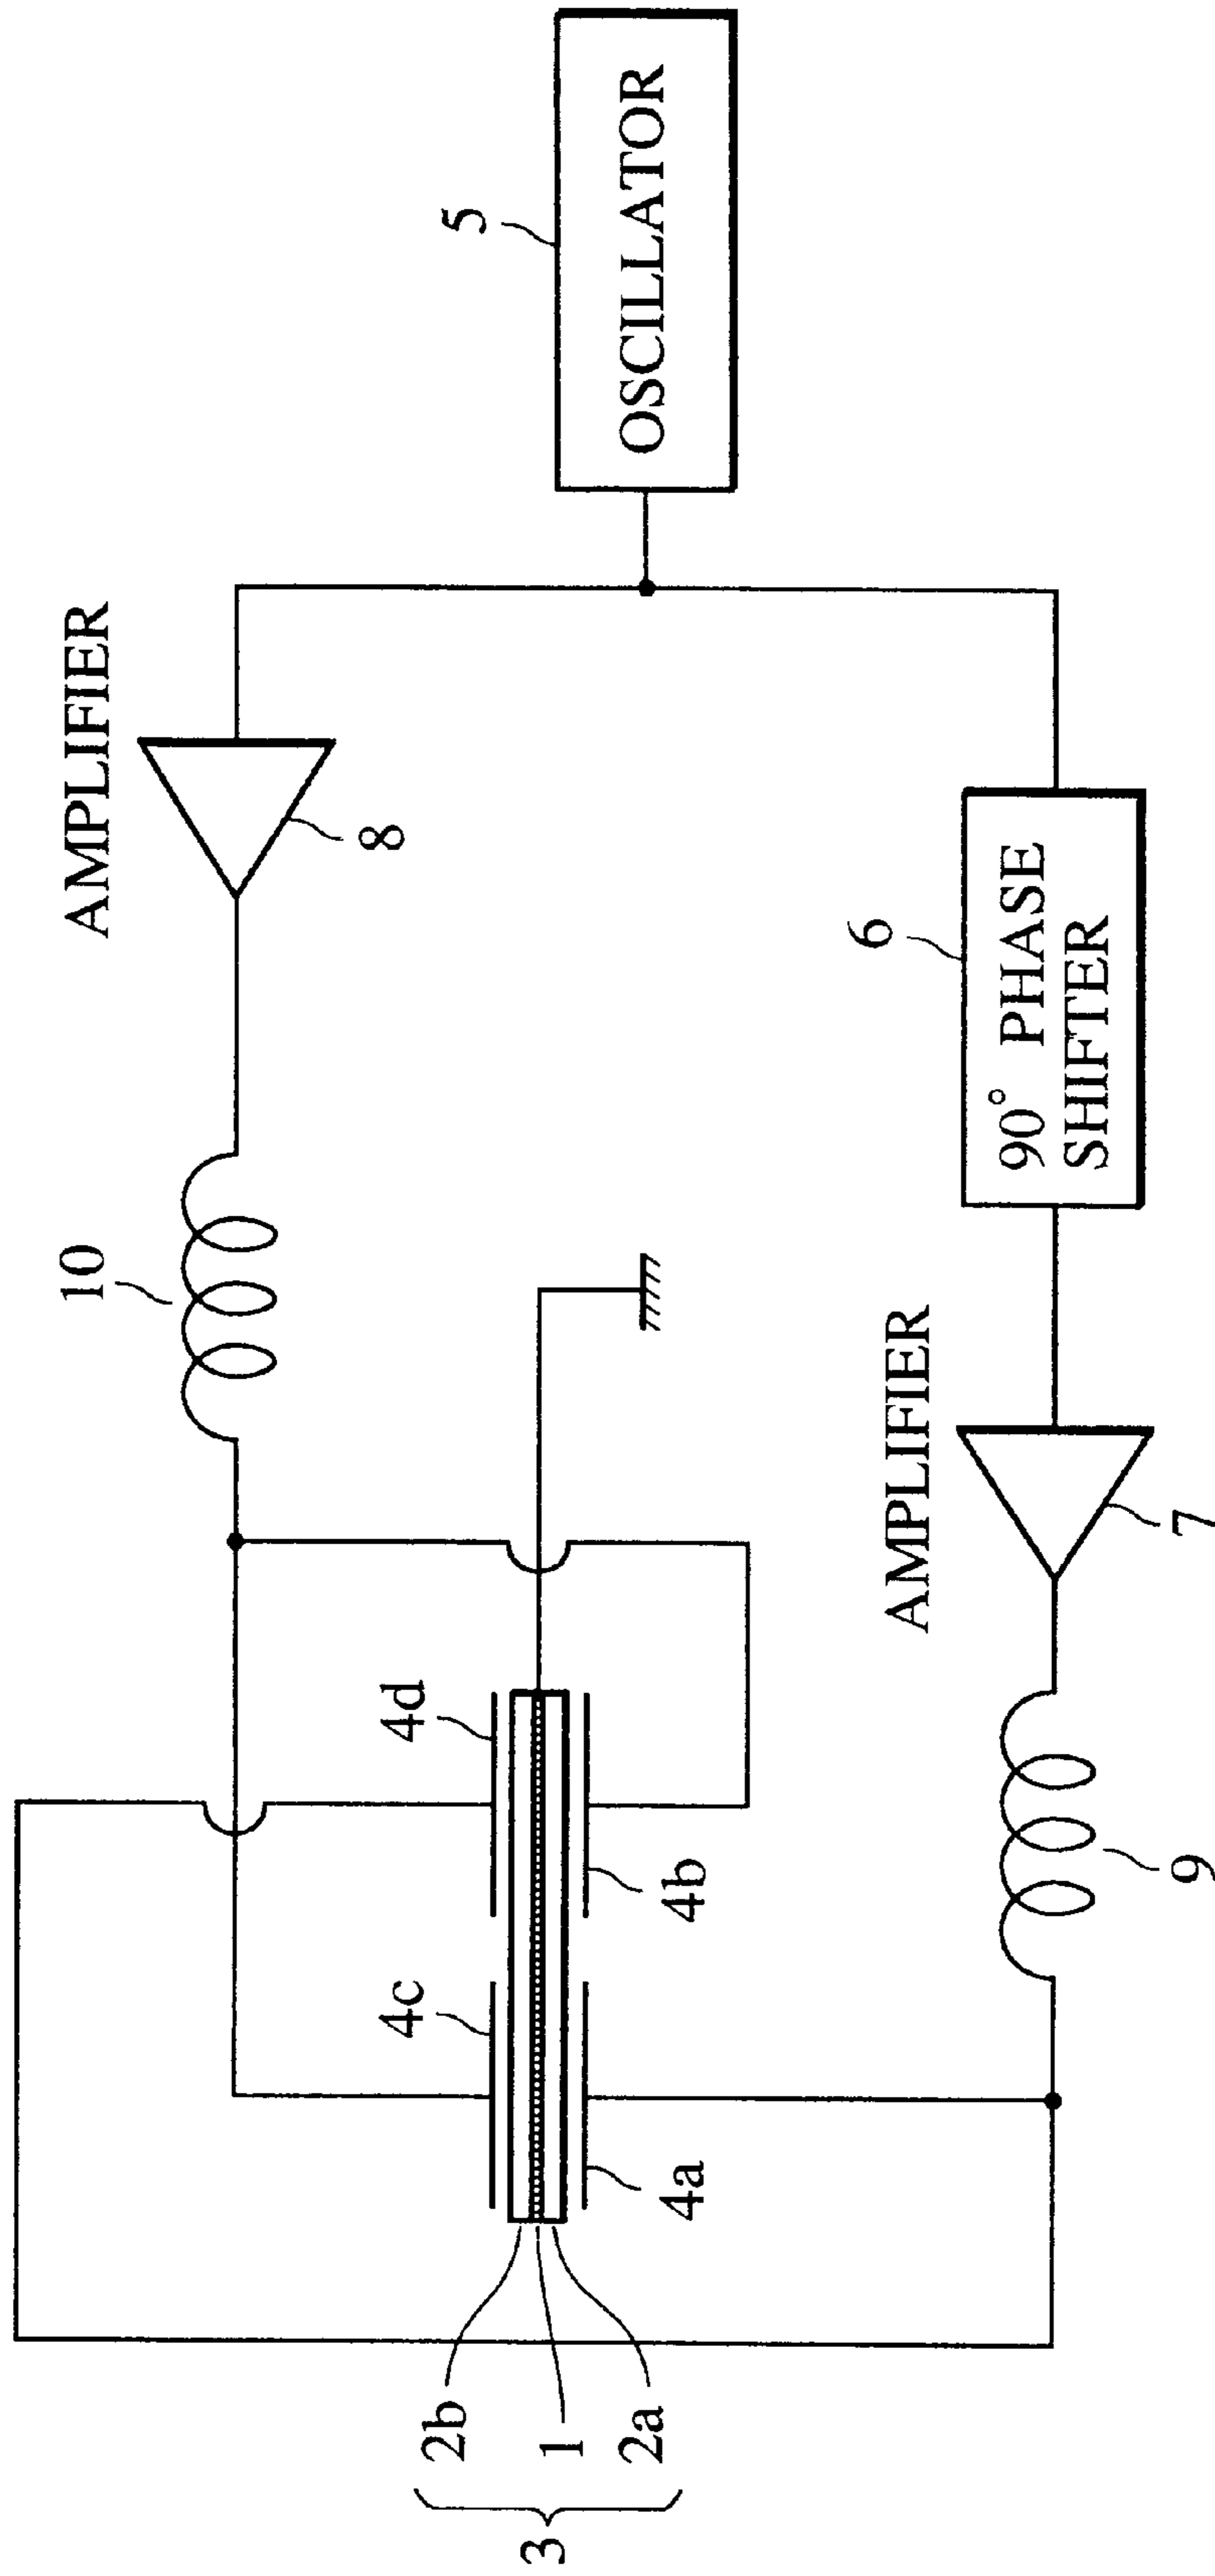 OSCILLATOR
5
AMPLIFIER
8
10
6
90° PHASE
SHIFTER
AMPLIFIER
7
9
4d
4b
4c
4a
2b
1
2a
3